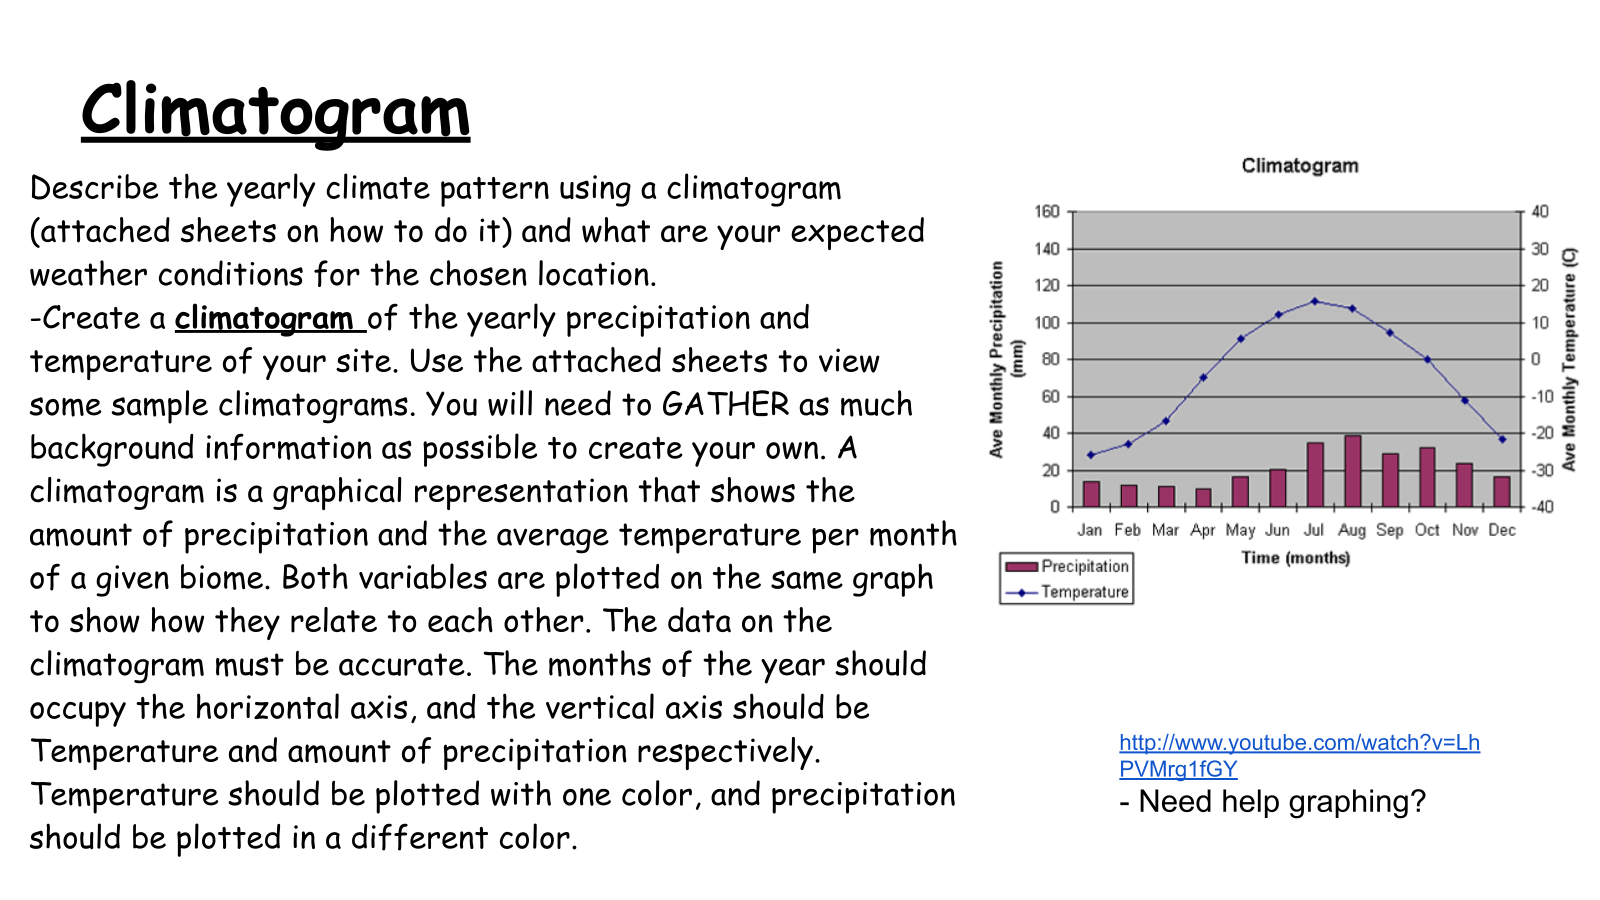 Climatogram
Describe the yearly climate pattern using a climatogram
(attached sheets on how to do it) and what are your expected
weather conditions for the chosen location.
-Create a climatogram of the yearly precipitation and
temperature of your site. Use the attached sheets to view
some sample climatograms. You will need to GATHER as much
background information as possible to create your own. A
climatogram is a graphical representation that shows the
amount of precipitation and the average temperature per month
of a given biome. Both variables are plotted on the same graph
to show how they relate to each other. The data on the
climatogram must be accurate. The months of the year should
occupy the horizontal axis, and the vertical axis should be
Temperature and amount of precipitation respectively.
Temperature should be plotted with one color, and precipitation
should be plotted in a different color.
Climatogram
Ave Monthly Precipitation
(mm)
160
140
120
100
80
60
40
20
0
40
30
20
10
0
-10
-20
-30
-40
Ave Monthly Temperature (C)
Jan Feb Mar Apr May Jun Jul Aug Sep Oct Nov Dec
Time (months)
Precipitation
Temperature
http://www.youtube.com/watch?v=Lh
PVMrg1fGY
- Need help graphing?